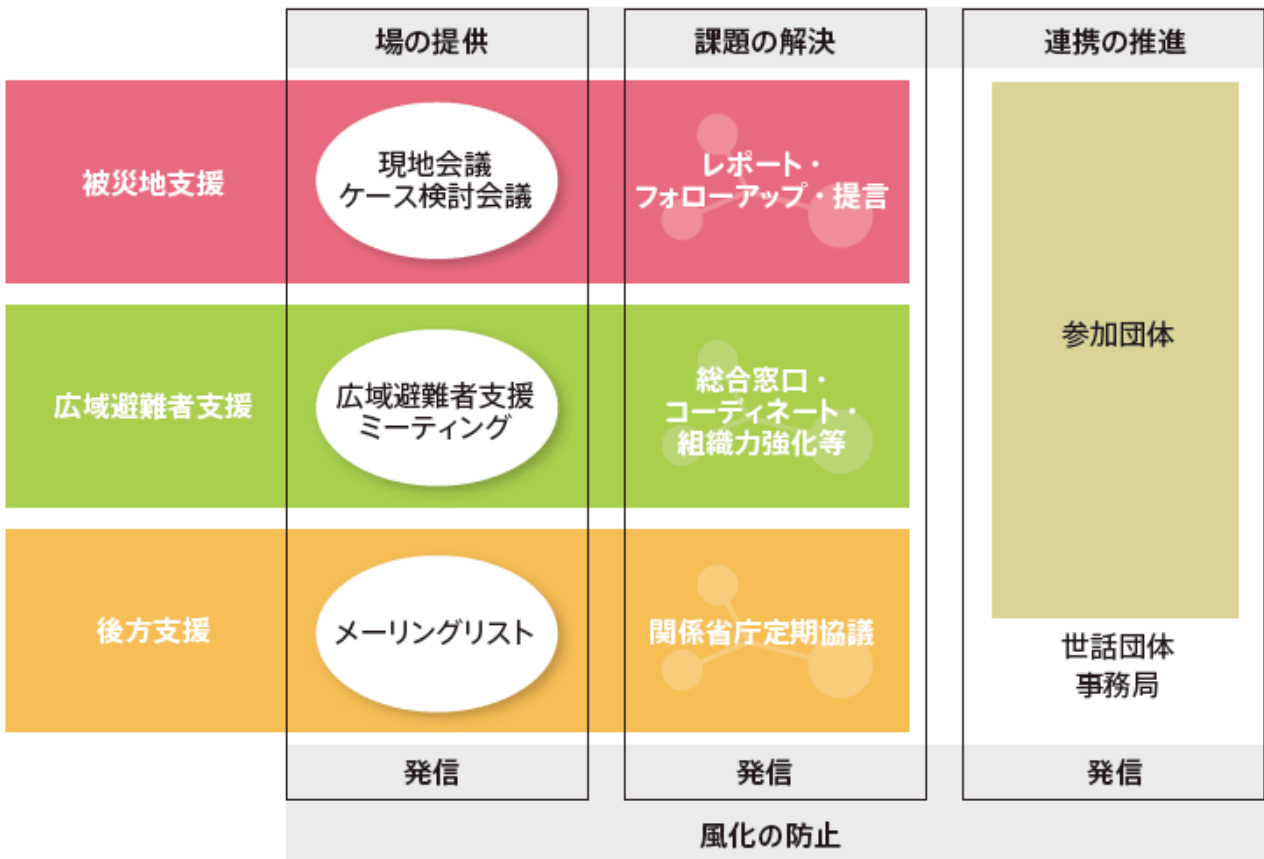 場の提供
課題の解決
連携の推進
被災地支援
現地会議
ケース検討会議
レポート・
フォローアップ・提言
広域避難者支援
広域避難者支援
ミーティング
総合窓口・
コーディネート・
組織力強化等
参加団体
後方支援
メーリングリスト
関係省庁定期協議
世話団体
事務局
発信
発信
発信
風化の防止